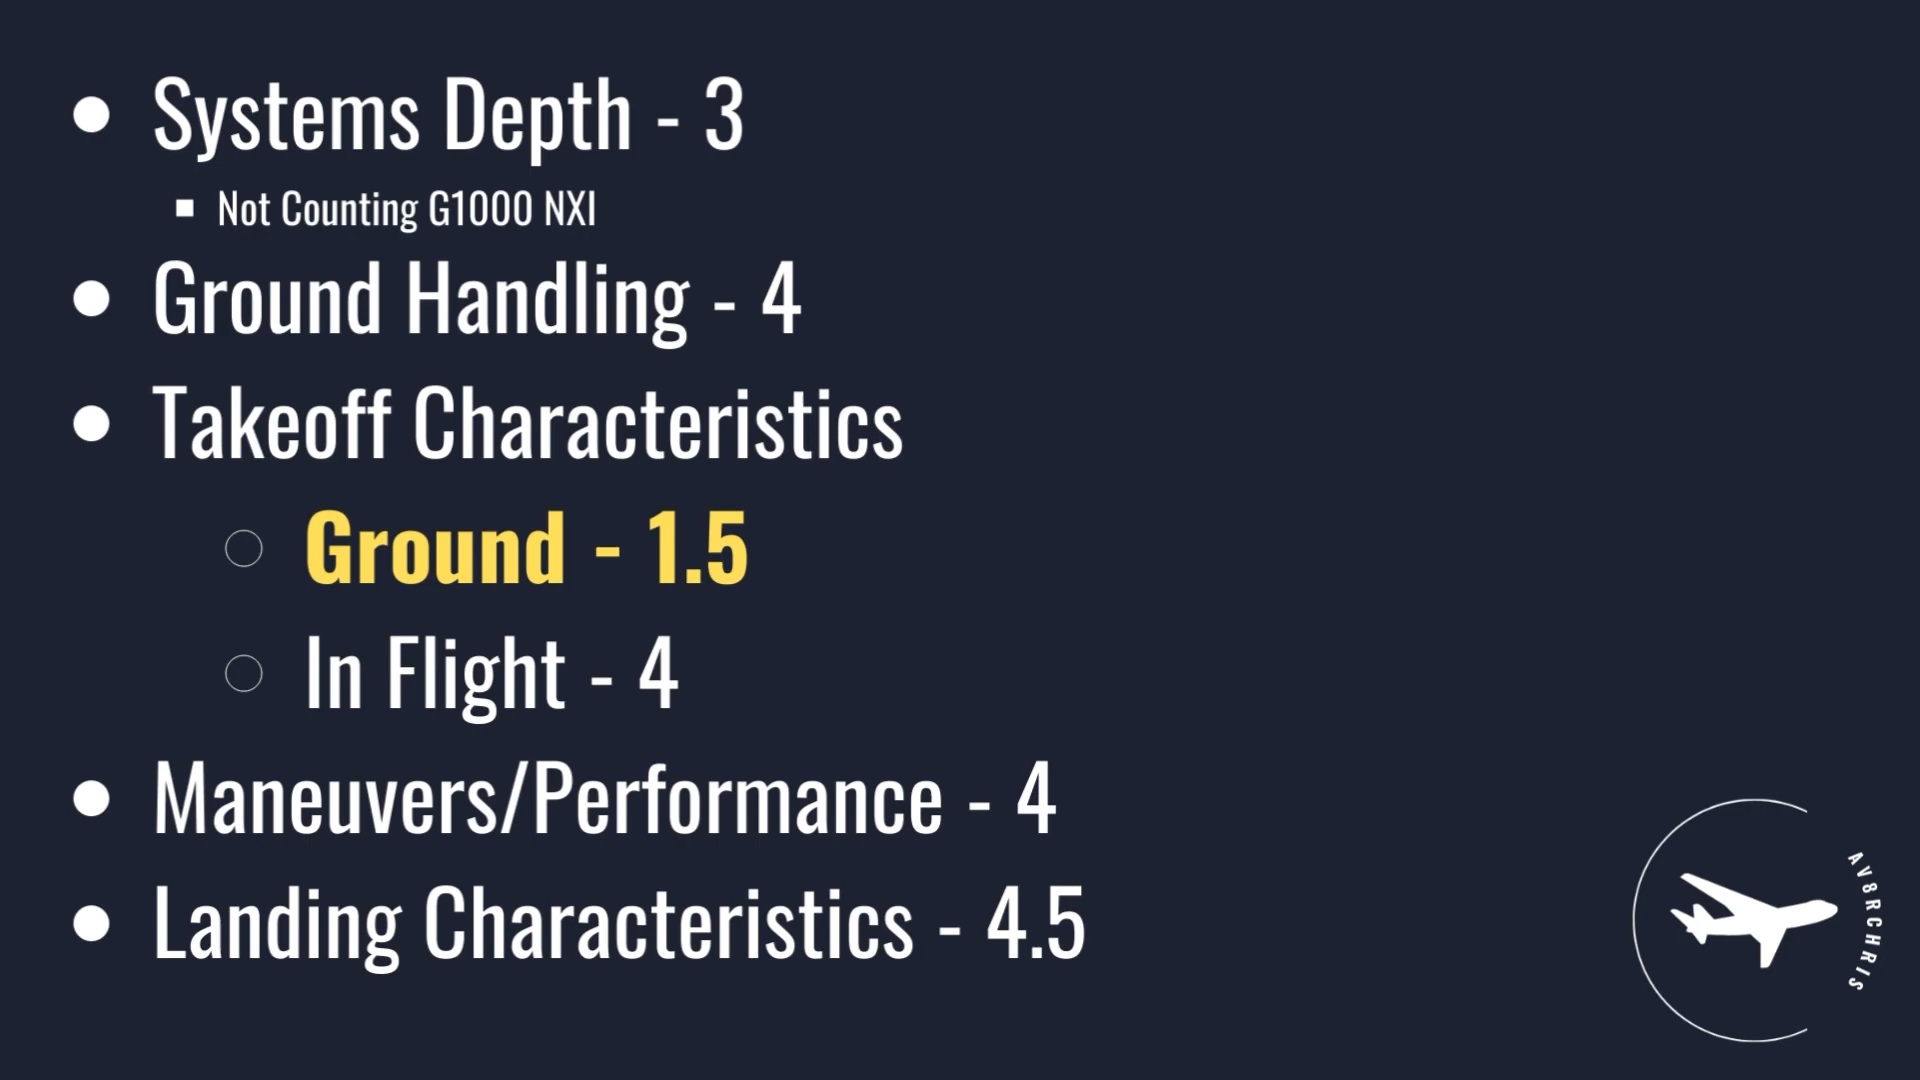 Systems Depth - 3
Not Counting G1000 NXI
Ground Handling - 4
Takeoff Characteristics
Ground - 1.5
In Flight - 4
Maneuvers/Performance - 4
Landing Characteristics - 4.5
AV8RCHRIS